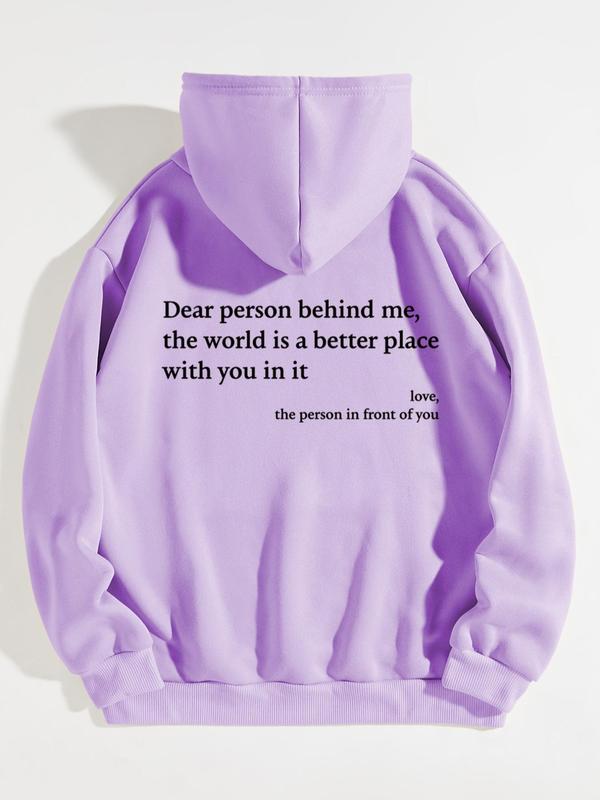 Dear person behind me,
the world is a better place
with you in it
love,
the person in front of you